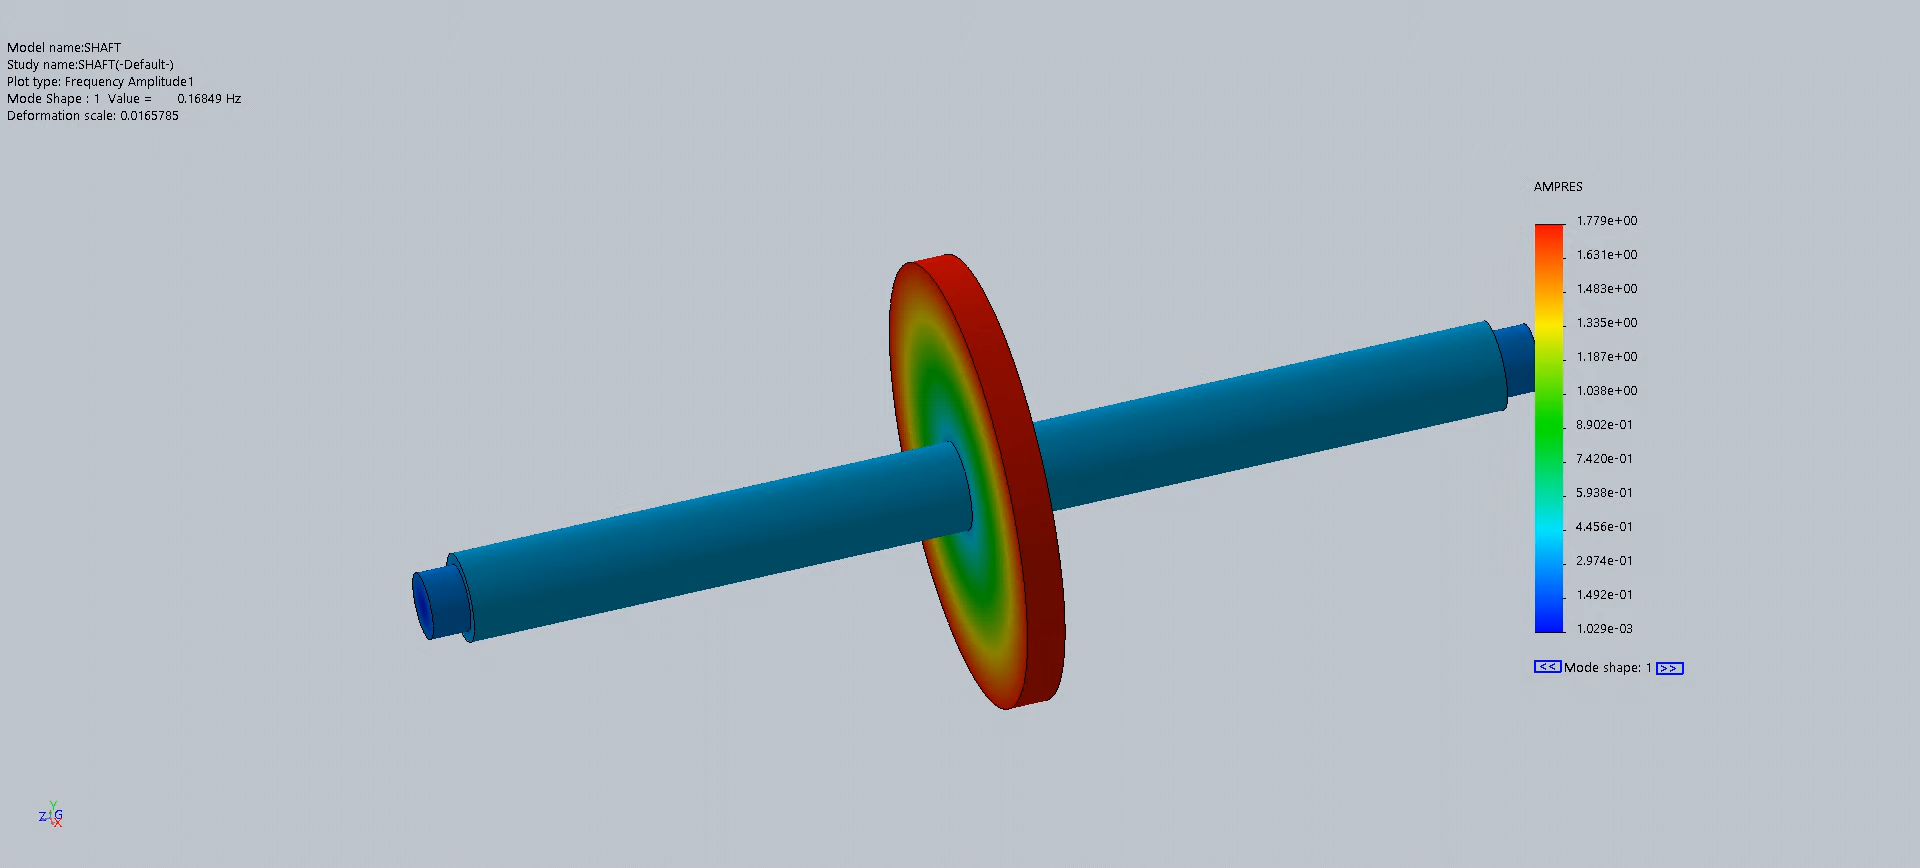 Model name:SHAFT
Study name:SHAFT(-Default-)
Plot type: Frequency Amplitude1
Mode Shape : 1 Value = 0.16849 Hz
Deformation scale: 0.0165785
AMPRES
1.779e+00
1.631e+00
1.483e+00
1.335e+00
1.187e+00
1.038e+00
8.902e-01
7.420e-01
5.938e-01
4.456e-01
2.974e-01
1.492e-01
1.029e-03
<< Mode shape: 1 >>
Y
Z G
X